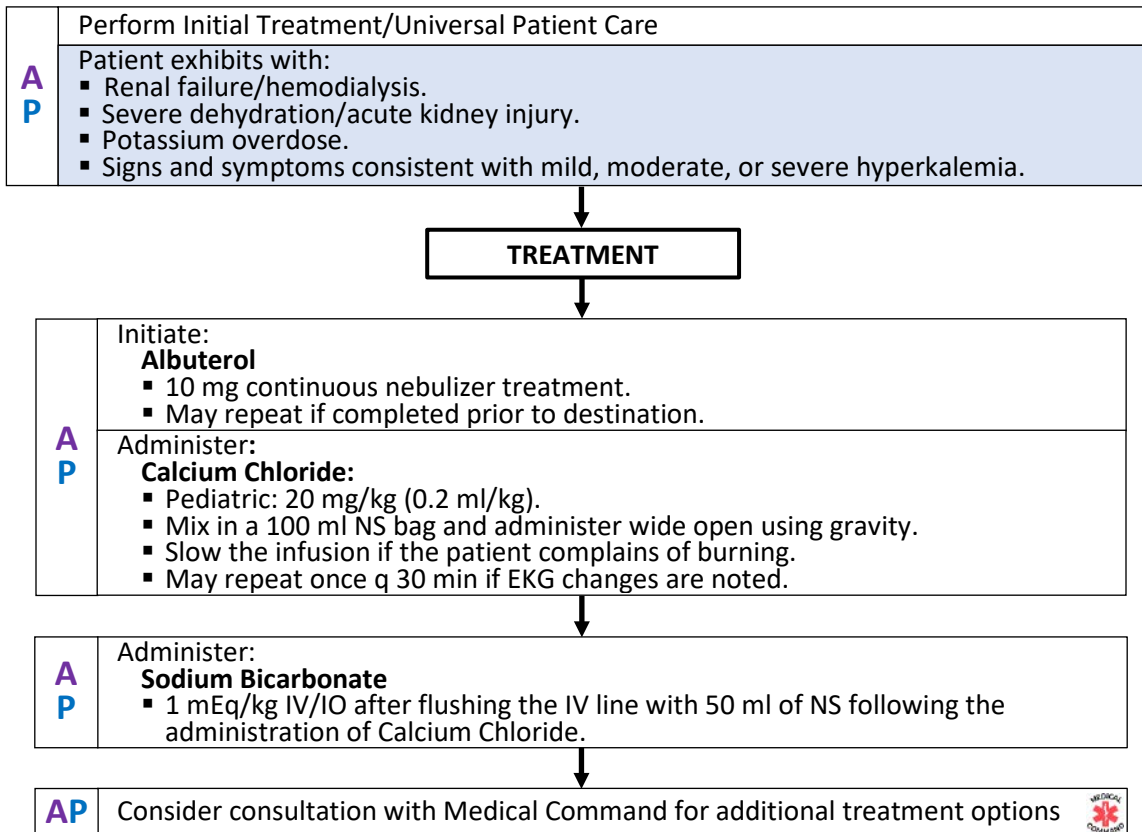 Perform Initial Treatment/Universal Patient Care
A
P
Patient exhibits with:
▪ Renal failure/hemodialysis.
▪ Severe dehydration/acute kidney injury.
▪ Potassium overdose.
▪ Signs and symptoms consistent with mild, moderate, or severe hyperkalemia.
TREATMENT
A
P
Initiate:
Albuterol
▪ 10 mg continuous nebulizer treatment.
▪ May repeat if completed prior to destination.
Administer:
Calcium Chloride:
▪ Pediatric: 20 mg/kg (0.2 ml/kg).
▪ Mix in a 100 ml NS bag and administer wide open using gravity.
▪ Slow the infusion if the patient complains of burning.
▪ May repeat once q 30 min if EKG changes are noted.
A
P
Administer:
Sodium Bicarbonate
▪ 1 mEq/kg IV/IO after flushing the IV line with 50 ml of NS following the
administration of Calcium Chloride.
AP Consider consultation with Medical Command for additional treatment options
MEDICAL
COMMAND